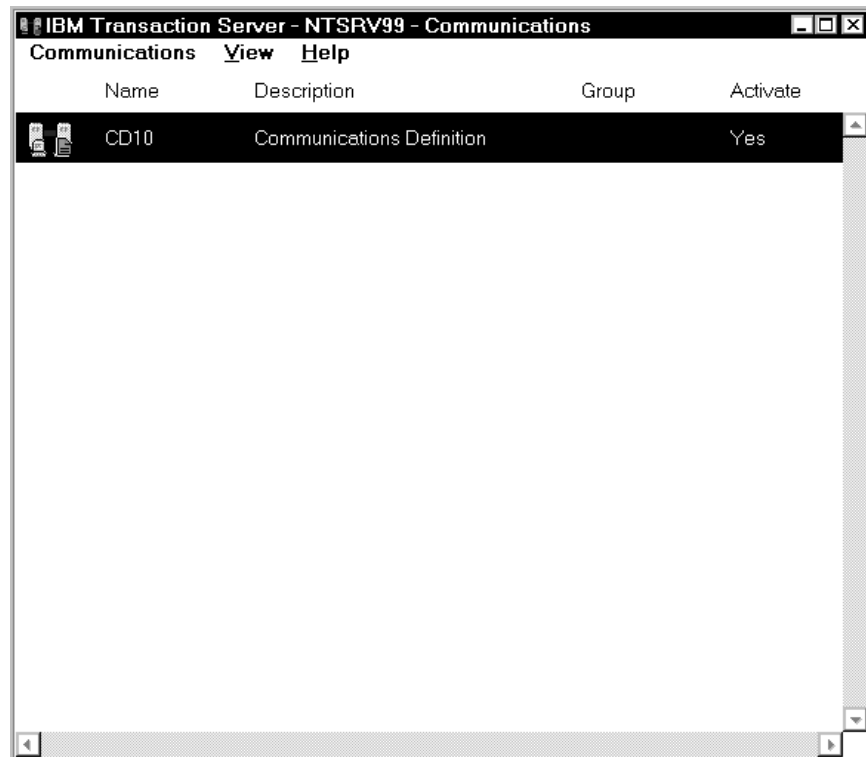 IBM Transaction Server - NTSRV99 - Communications
Communications View Help
Name Description Group Activate
CD10 Communications Definition Yes